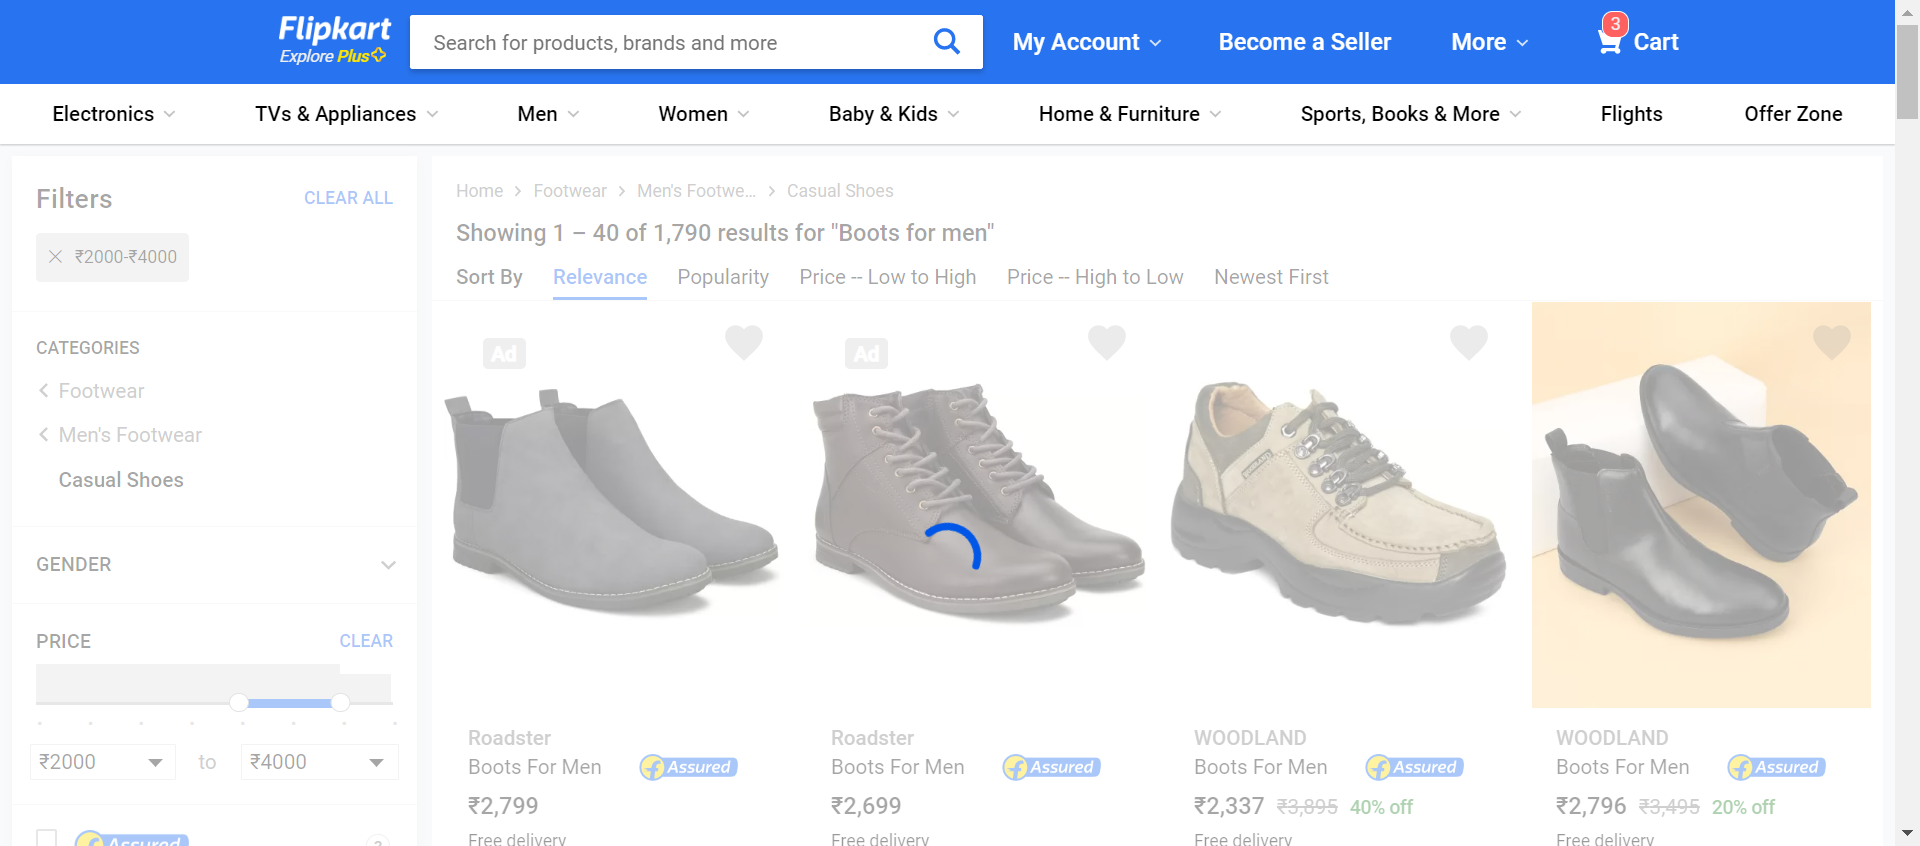 Flipkart
Explore Plus
Search for products, brands and more
My Account
Become a Seller
More
3
Cart
Electronics
TVs & Appliances
Men
Women
Baby & Kids
Home & Furniture
Sports, Books & More
Flights
Offer Zone
Filters
CLEAR ALL
₹2000-₹4000
CATEGORIES
Footwear
Men's Footwear
Casual Shoes
GENDER
PRICE
CLEAR
₹2000
to
₹4000
Assured
?
Home
Footwear
Men's Footwe...
Casual Shoes
Showing 1 – 40 of 1,790 results for "Boots for men"
Sort By
Relevance
Popularity
Price -- Low to High
Price -- High to Low
Newest First
Ad
Roadster
Boots For Men
Assured
₹2,799
Free delivery
Ad
Roadster
Boots For Men
Assured
₹2,699
Free delivery
WOODLAND
WOODLAND
Boots For Men
Assured
₹2,337 ₹3,895 40% off
Free delivery
WOODLAND
Boots For Men
Assured
₹2,796 ₹3,495 20% off
Free delivery